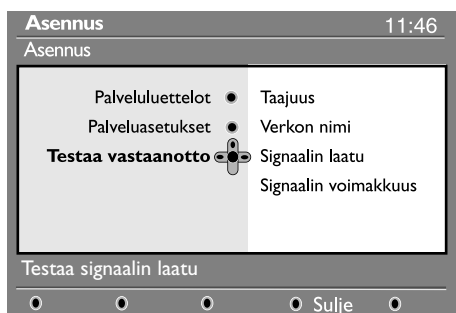 Asennus 11:46
Asennus
Palveluluettelot Taajuus
Palveluasetukset Verkon nimi
Testaa vastaanotto Signaalin laatu
Signaalin voimakkuus
Testaa signaalin laatu
Sulje